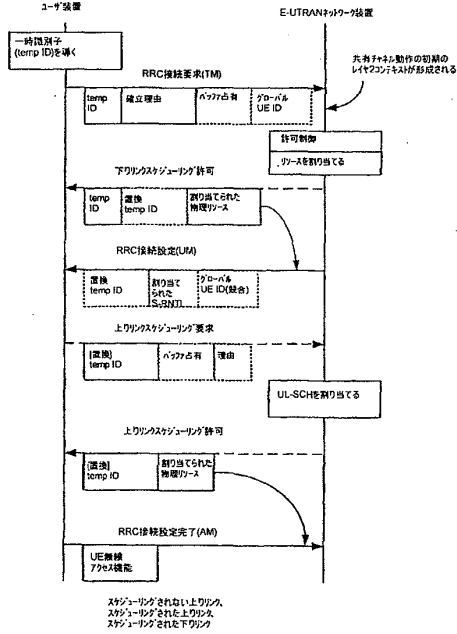 ユーザ装置
E-UTRANネットワーク装置
一時識別子
(temp ID)を導く
共有チャネル動作の初期の
レイヤ2コンテキストが形成される
RRC接続要求(TM)
temp
ID
確立理由
バッファ占有
グローバル
UE ID
許可制御
リソースを割り当てる
下りリンクスケジューリング許可
temp
ID
置換
temp ID
割り当てられた
物理リソース
RRC接続設定(UM)
置換
temp ID
割り当て
られた
S-RNTI
グローバル
UE ID(競合)
上りリンクスケジューリング要求
[置換]
temp ID
バッファ占有
理由
UL-SCHを割り当てる
上りリンクスケジューリング許可
[置換]
temp ID
割り当てられた
物理リソース
RRC接続設定完了(AM)
UE無線
アクセス機能
スケジューリングされない上りリンク、
スケジューリングされた上りリンク、
スケジューリングされた下りリンク